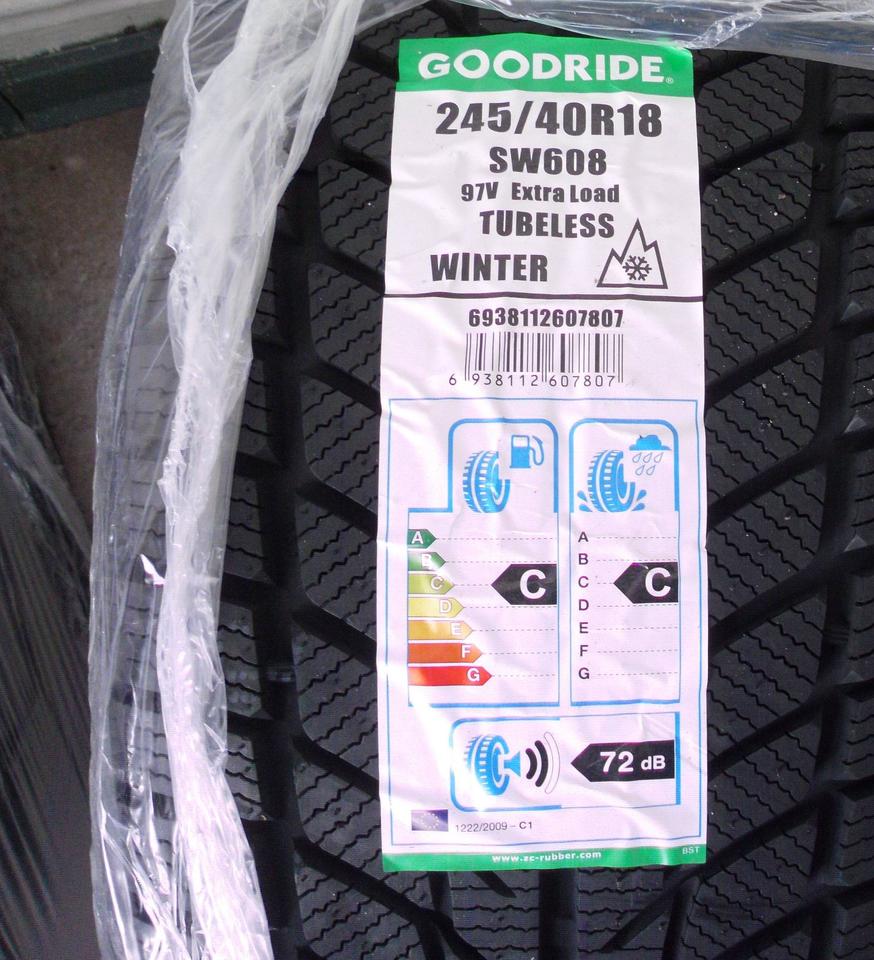 GOODRIDE®
245/40R18
SW608
97V Extra Load
TUBELESS
WINTER
6938112607807
6 938112 607807
A
B
C
D
E
F
G
C
A
B
C
D
E
F
G
C
72 dB
1222/2009 - C1
www.zc-rubber.com
BST